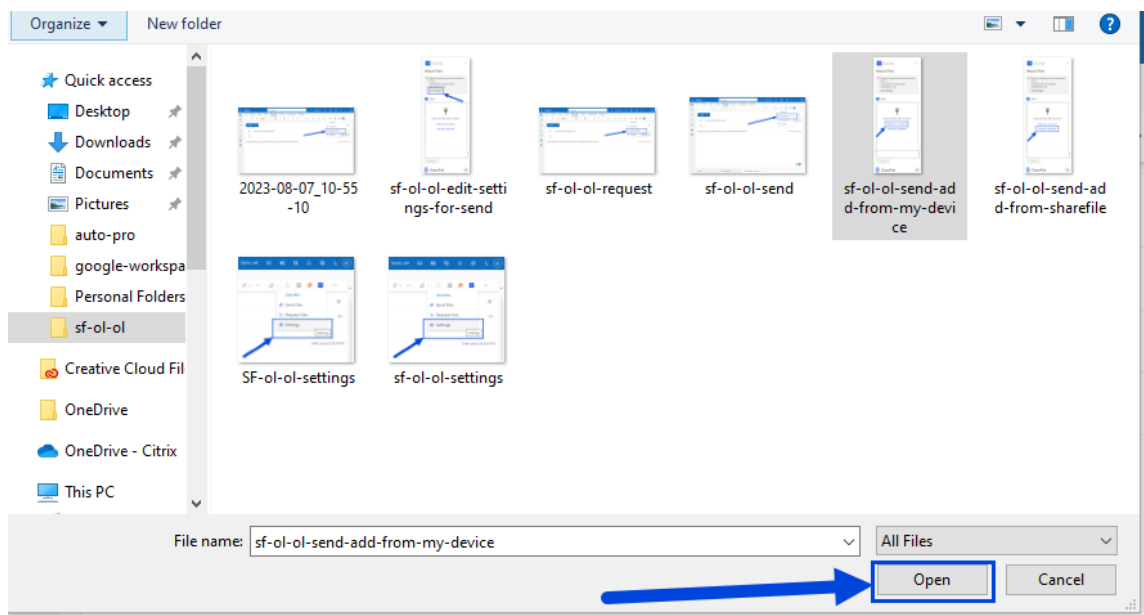 Organize New folder
Quick access
Desktop
Downloads
Documents
Pictures
auto-pro
google-workspa
Personal Folders
sf-ol-ol
Creative Cloud Fil
OneDrive
OneDrive - Citrix
This PC
2023-08-07_10-55
-10
sf-ol-ol-edit-setti
ngs-for-send
sf-ol-ol-request
sf-ol-ol-send
sf-ol-ol-send-ad
d-from-my-devi
ce
sf-ol-ol-send-ad
d-from-sharefile
SF-ol-ol-settings
sf-ol-ol-settings
File name: sf-ol-ol-send-add-from-my-device All Files
Open Cancel